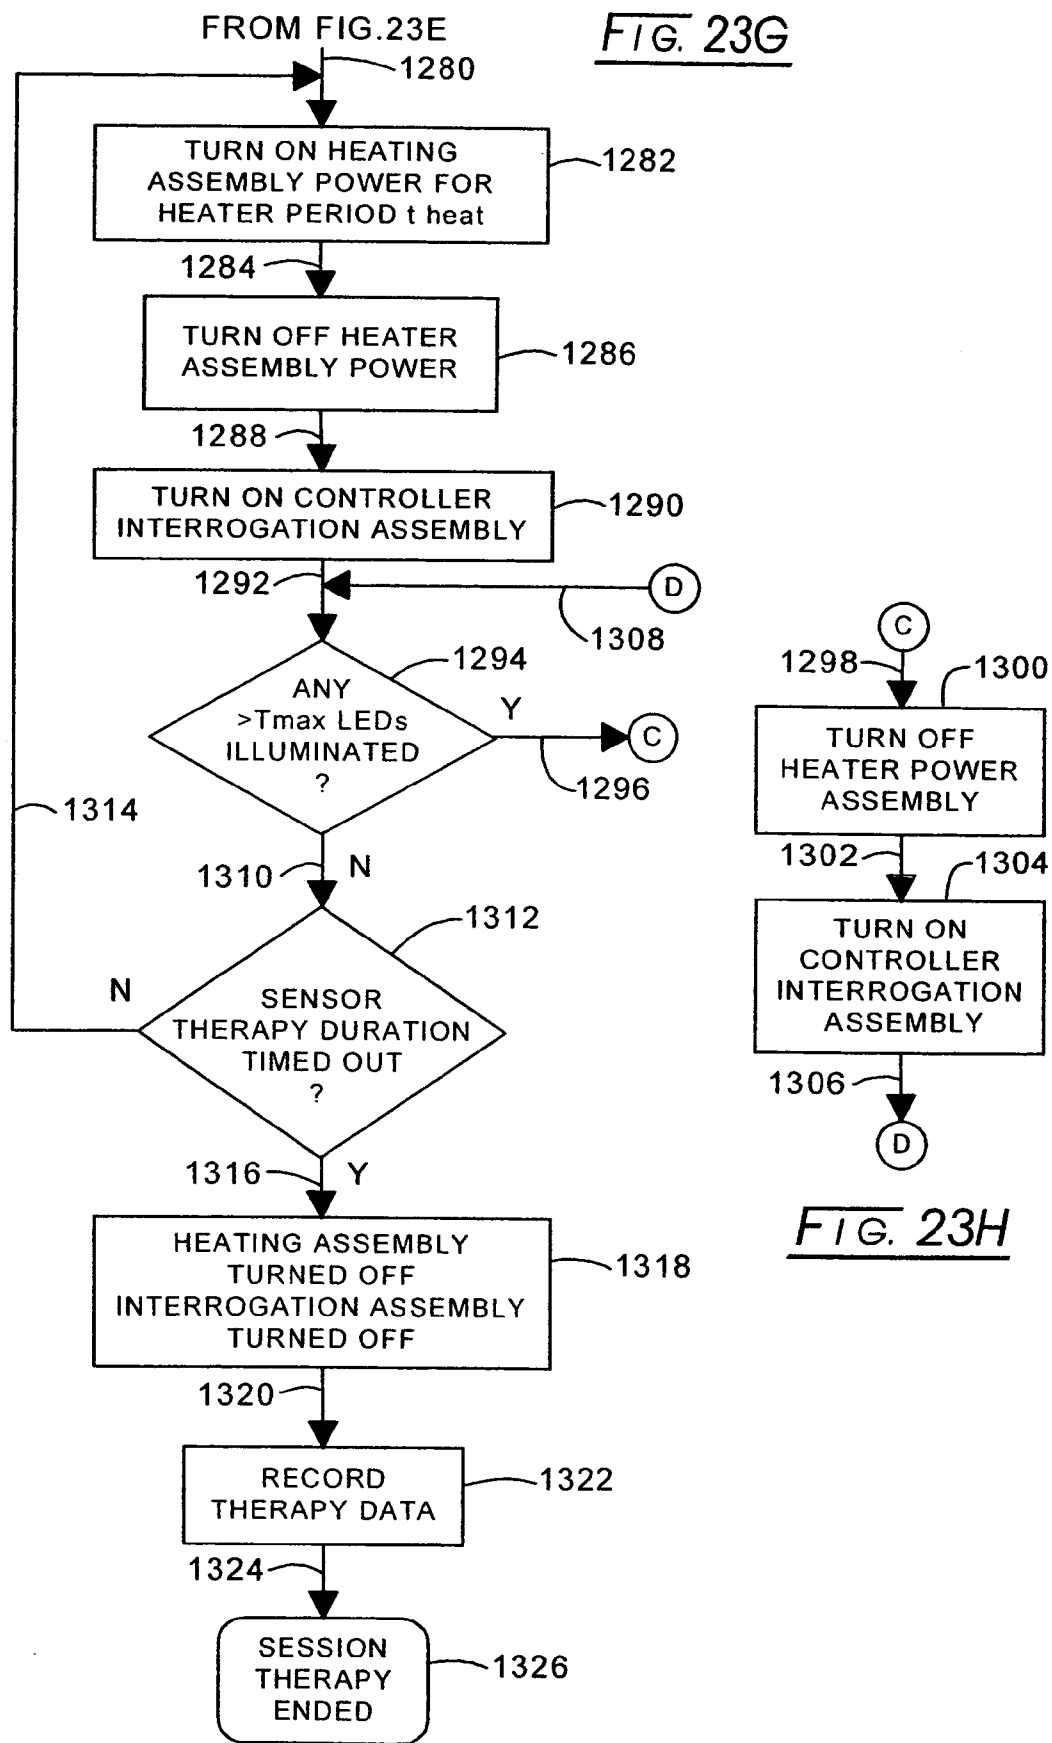 FROM FIG.23E
FIG. 23G
1280
TURN ON HEATING
ASSEMBLY POWER FOR
HEATER PERIOD t heat
1282
1284
TURN OFF HEATER
ASSEMBLY POWER
1286
1288
TURN ON CONTROLLER
INTERROGATION ASSEMBLY
1290
1292
D
1308
1294
ANY
>Tmax LEDs
ILLUMINATED
?
Y
C
1296
1314
1310
N
1312
N
SENSOR
THERAPY DURATION
TIMED OUT
?
1316
Y
HEATING ASSEMBLY
TURNED OFF
INTERROGATION ASSEMBLY
TURNED OFF
1318
1320
RECORD
THERAPY DATA
1322
1324
SESSION
THERAPY
ENDED
1326
C
1298
1300
TURN OFF
HEATER POWER
ASSEMBLY
1302
1304
TURN ON
CONTROLLER
INTERROGATION
ASSEMBLY
1306
D
FIG. 23H